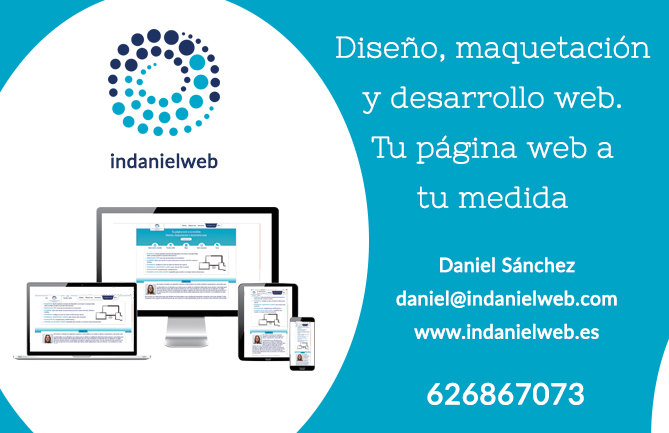 indanielweb
Diseño, maquetación
y desarrollo web.
Tu página web a
tu medida
Daniel Sánchez
daniel@indanielweb.com
www.indanielweb.es
626867073